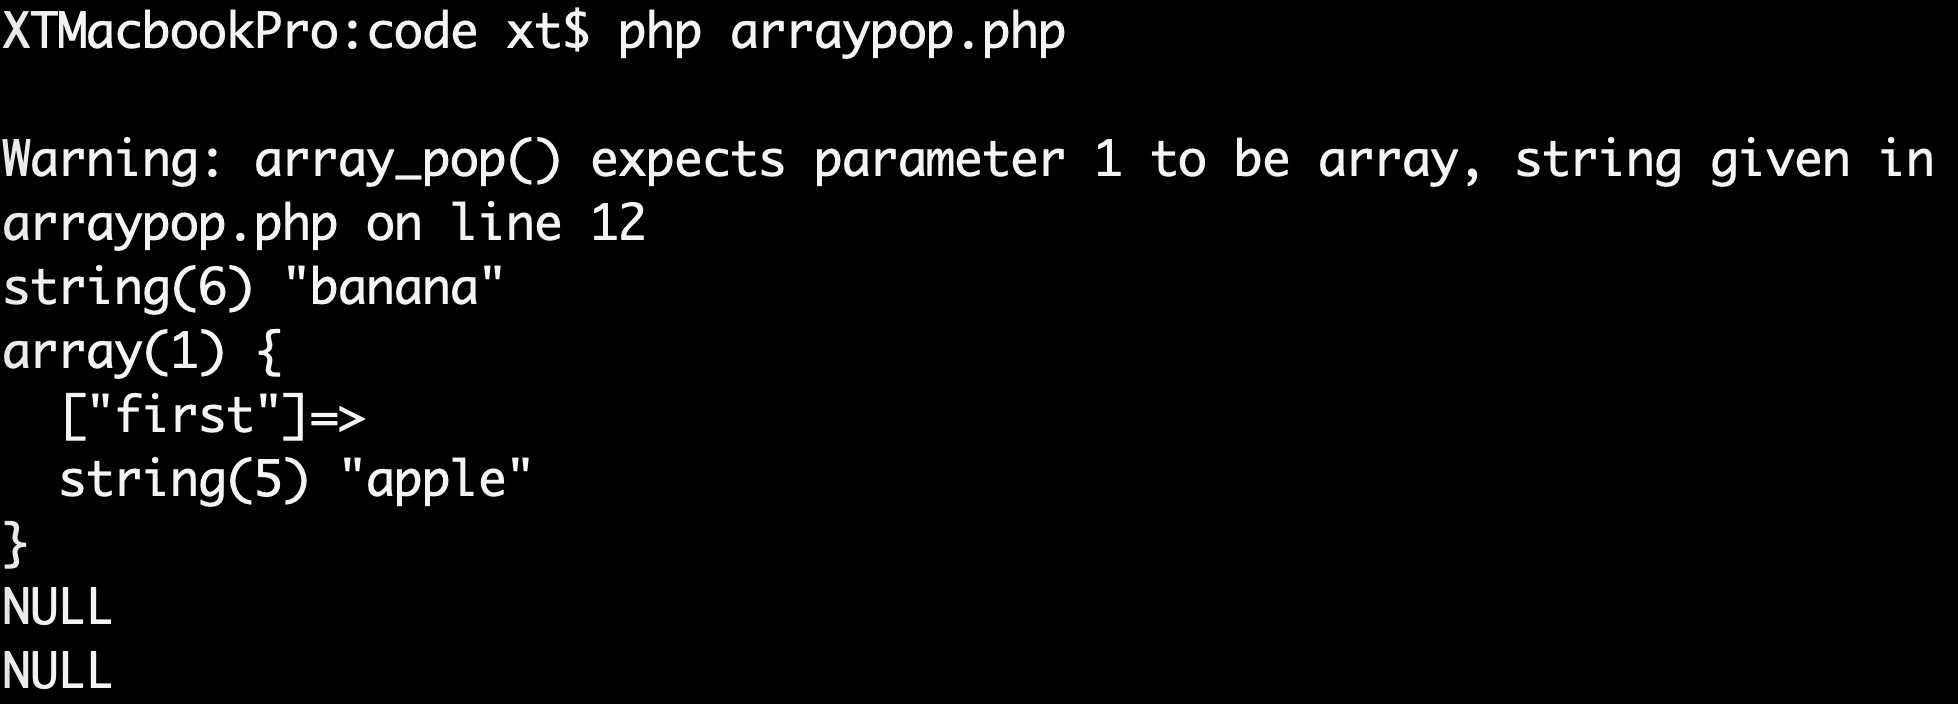 XTMacbookPro:code xt$ php arraypop.php
Warning: array_pop() expects parameter 1 to be array, string given in
arraypop.php on line 12
string(6) "banana"
array(1) {
  ["first"]=>
  string(5) "apple"
}
NULL
NULL